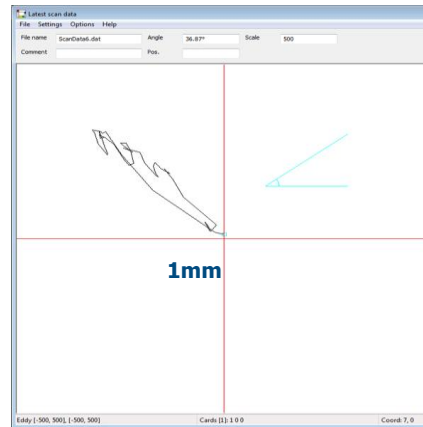 Latest scan data
File Settings Options Help
File name ScanData6.dat Angle 36.87° Scale 500
Comment Pos.
1mm
Eddy [-500, 500], [-500, 500] Cards [1]: 1 0 0 Coord: 7, 0